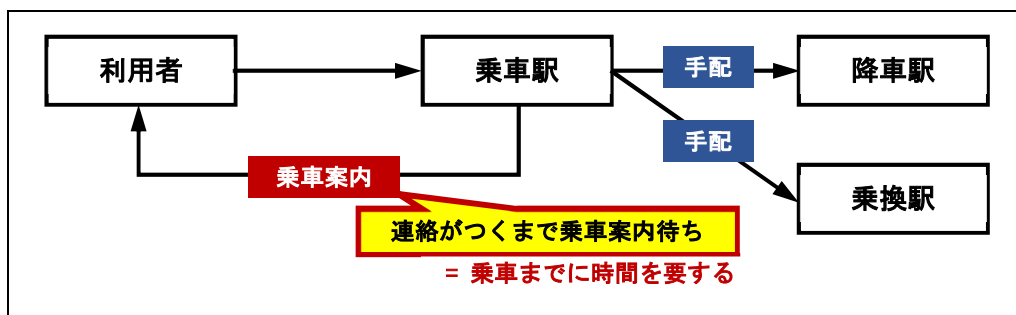 利用者
乗車駅
手配
降車駅
手配
乗車案内
乗換駅
連絡がつくまで乗車案内待ち
= 乗車までに時間を要する